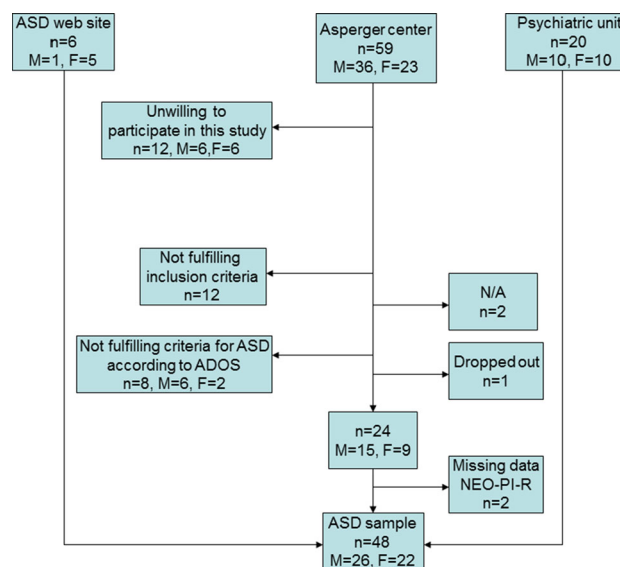 ASD web site
n=6
M=1, F=5
Asperger center
n=59
M=36, F=23
Psychiatric unit
n=20
M=10, F=10
Unwilling to
participate in this study
n=12, M=6,F=6
Not fulfilling
inclusion criteria
n=12
N/A
n=2
Not fulfilling criteria for ASD
according to ADOS
n=8, M=6, F=2
Dropped out
n=1
n=24
M=15, F=9
Missing data
NEO-PI-R
n=2
ASD sample
n=48
M=26, F=22